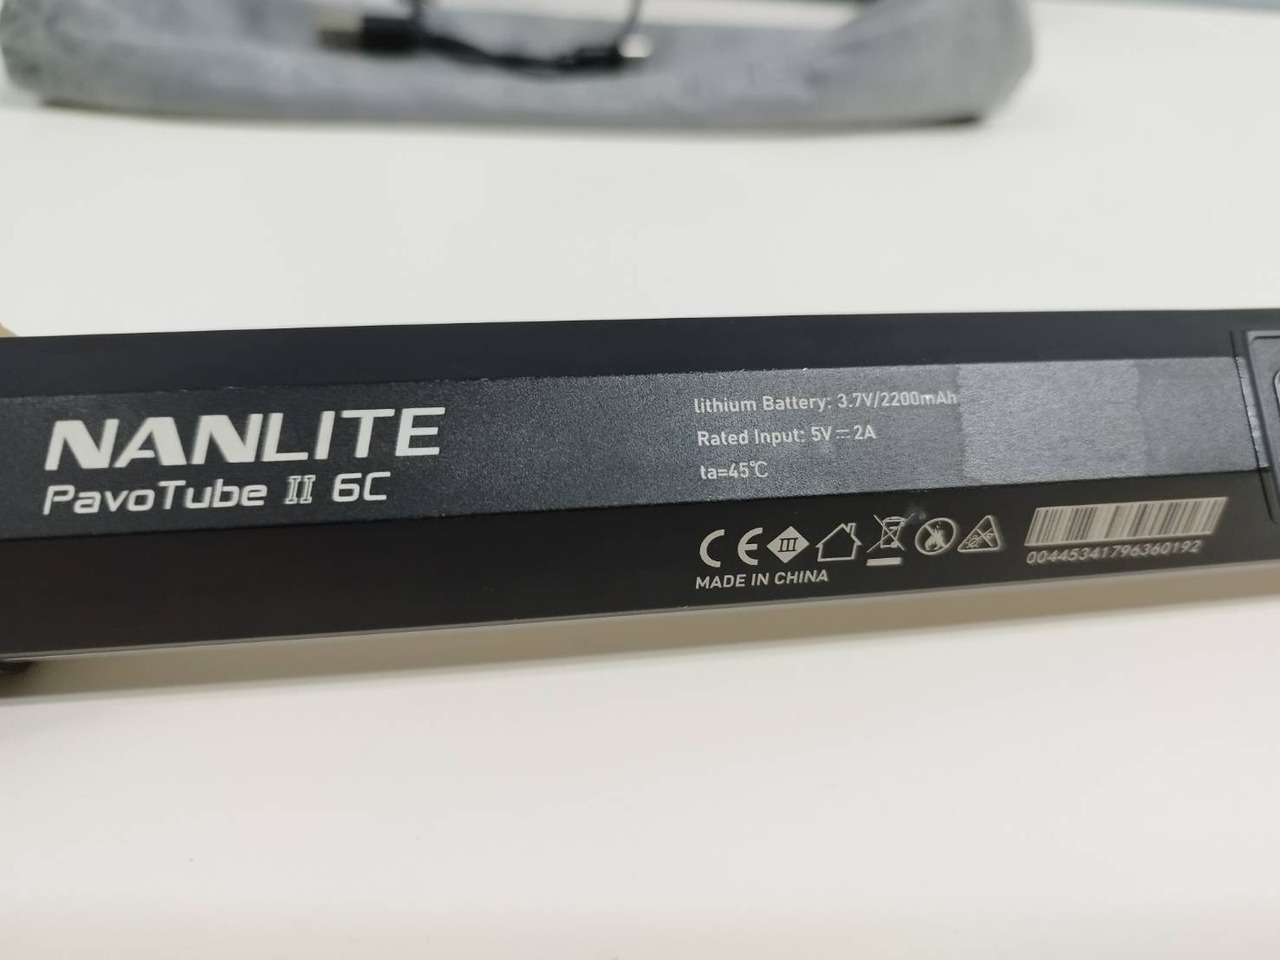 NANLITE
PavoTube II 6C
lithium Battery: 3.7V/2200mAh
Rated Input: 5V⎓2A
ta=45℃
CE III
MADE IN CHINA
00445341796360192